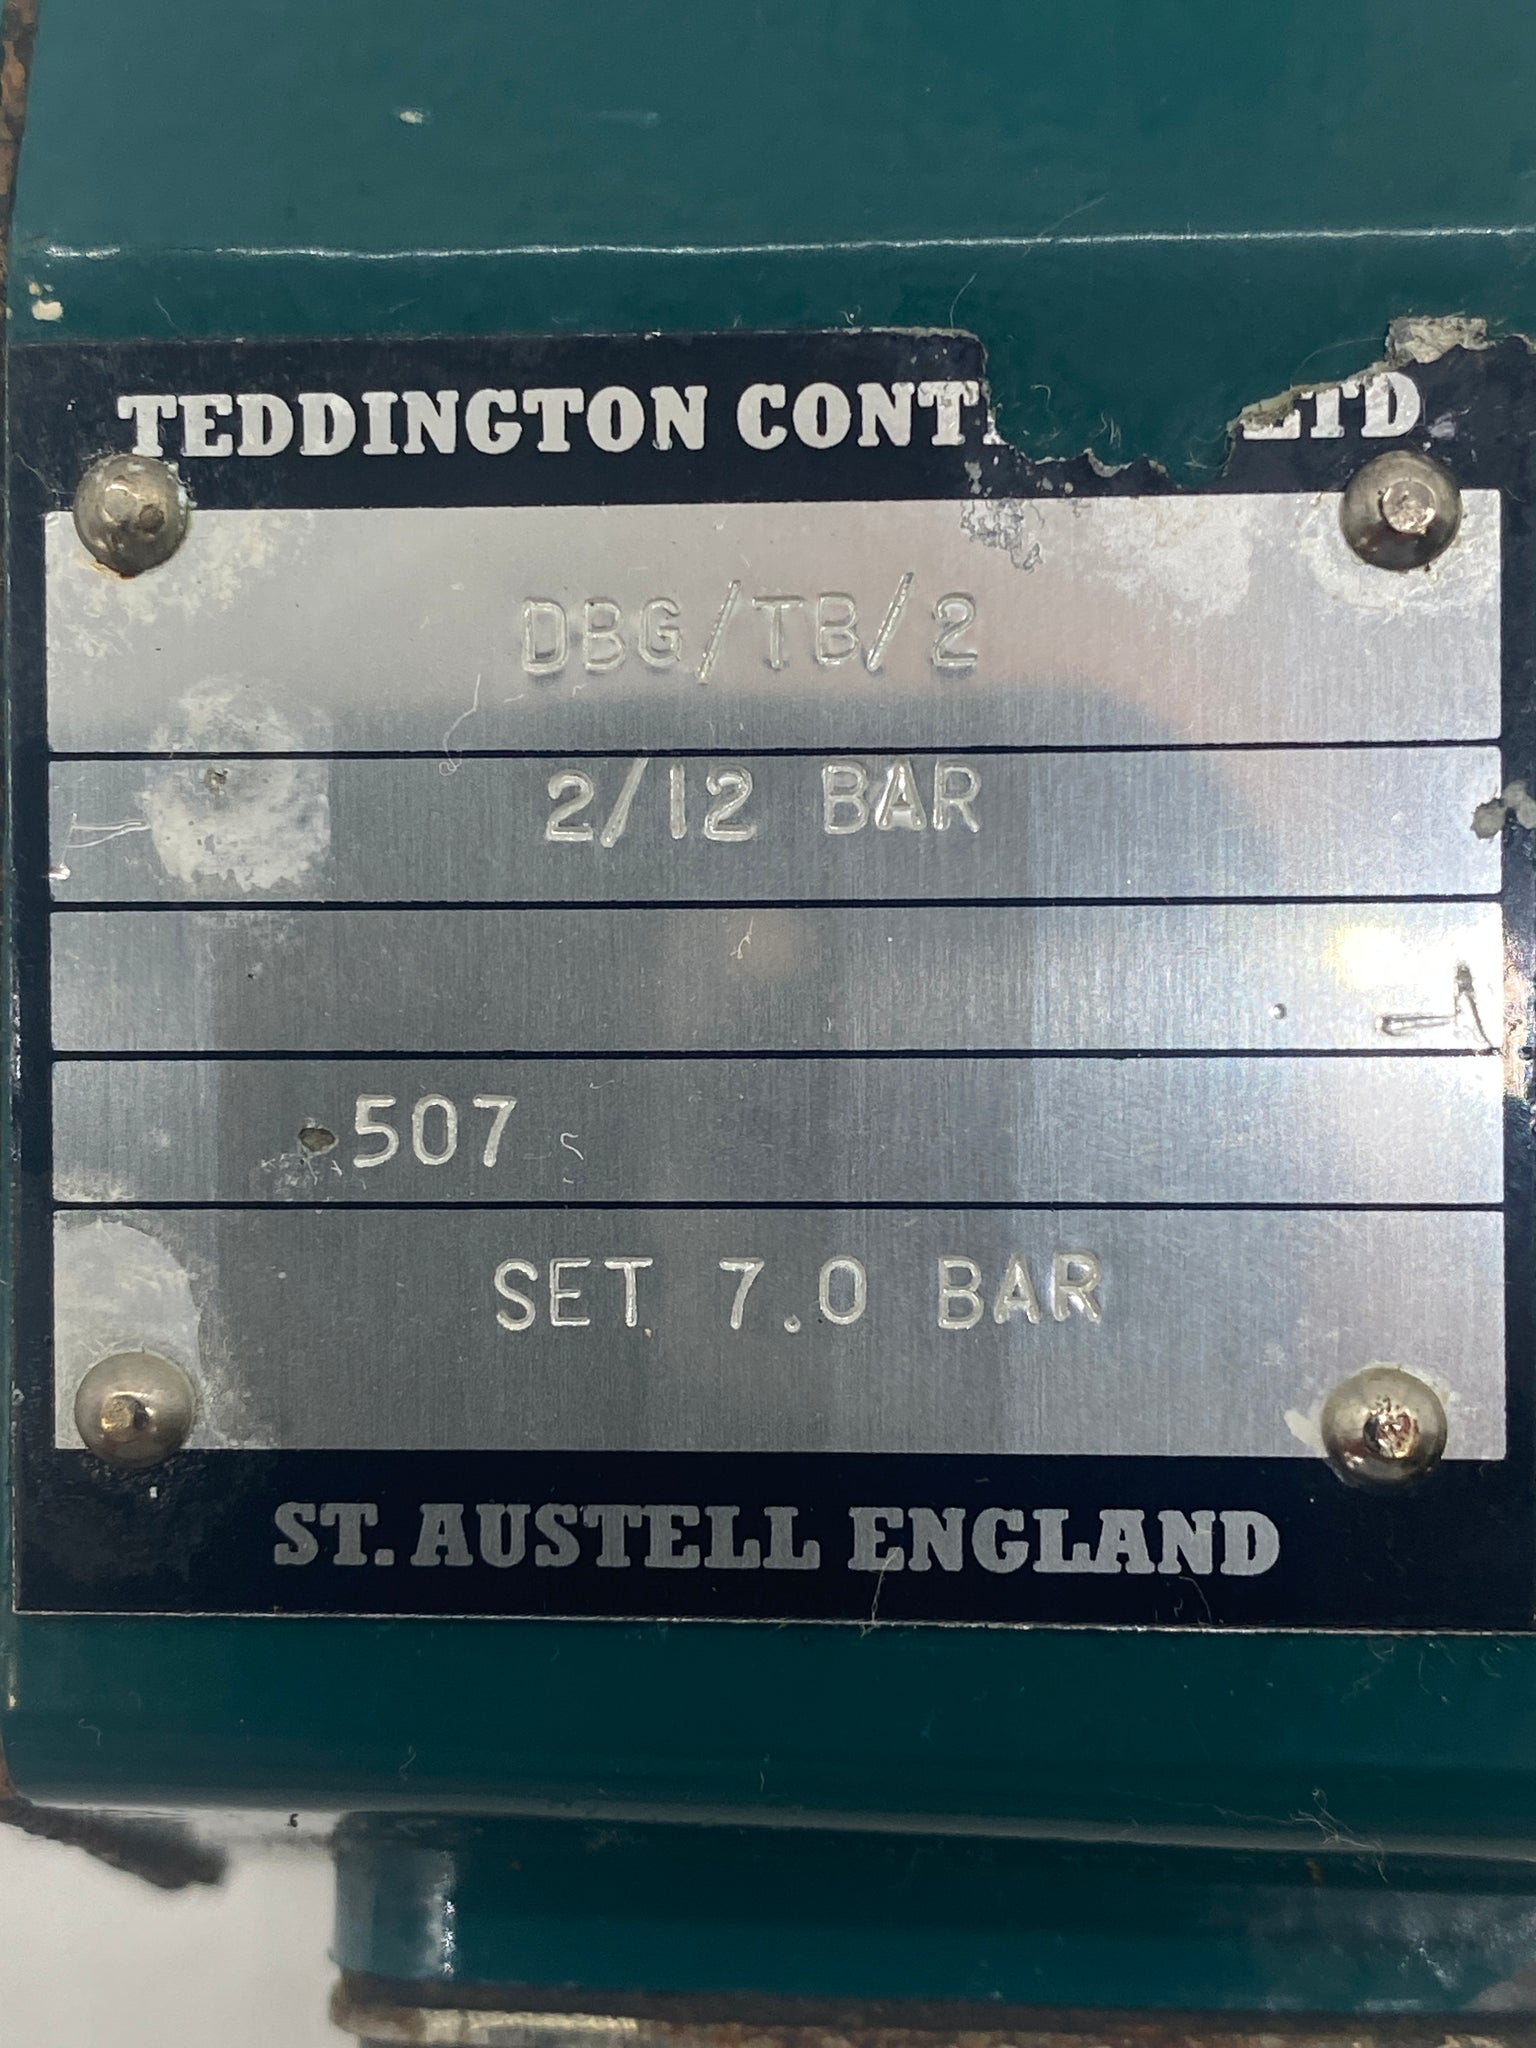 TEDDINGTON CONT LTD
DBG/TB/2
2/12 BAR
507
SET 7.0 BAR
ST. AUSTELL ENGLAND